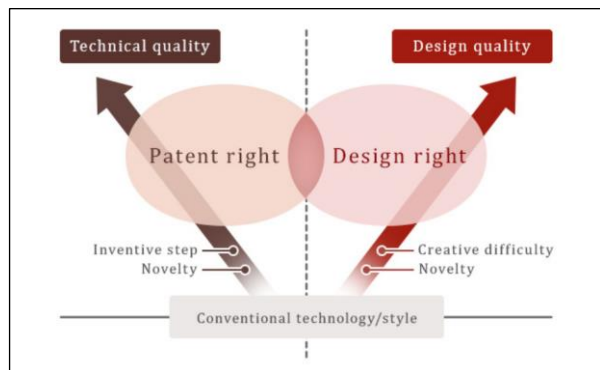 Technical quality
Design quality
Patent right
Design right
Inventive step
Novelty
Creative difficulty
Novelty
Conventional technology/style